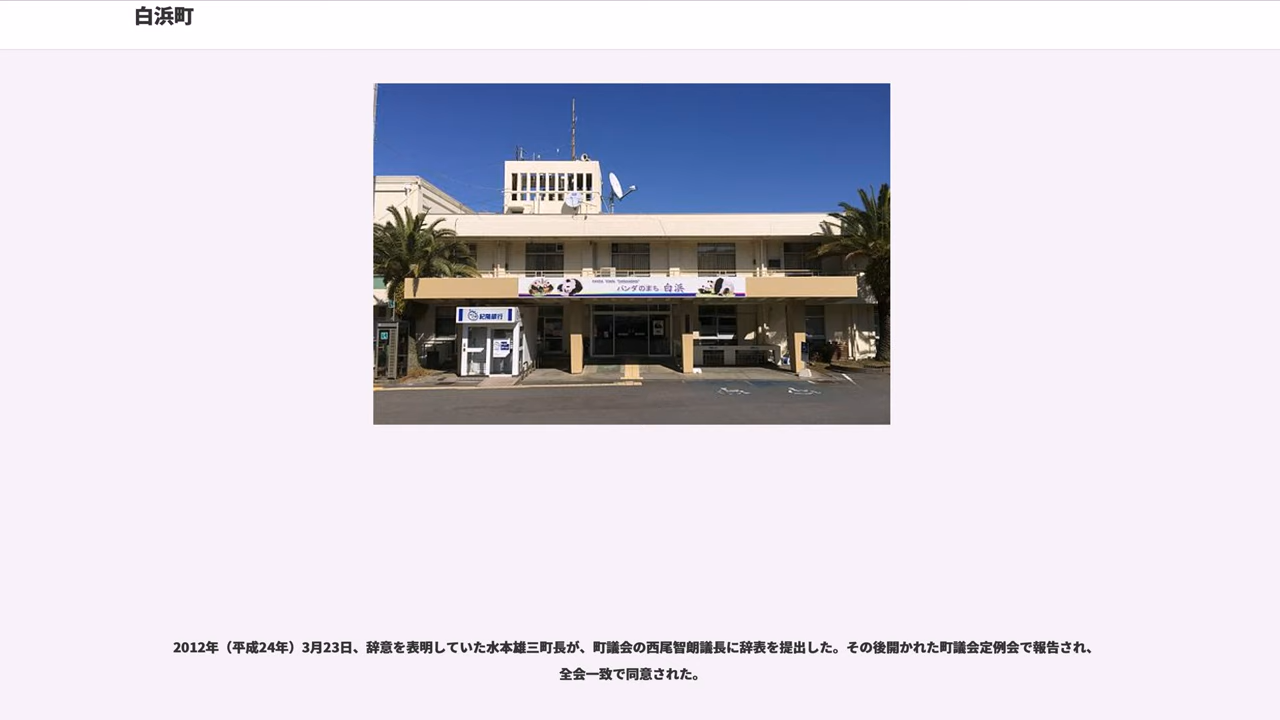 白浜町
パンダのまち 白浜
紀陽銀行
2012年（平成24年）3月23日、辞意を表明していた水本雄三町長が、町議会の西尾智朗議長に辞表を提出した。その後開かれた町議会定例会で報告され、
全会一致で同意された。